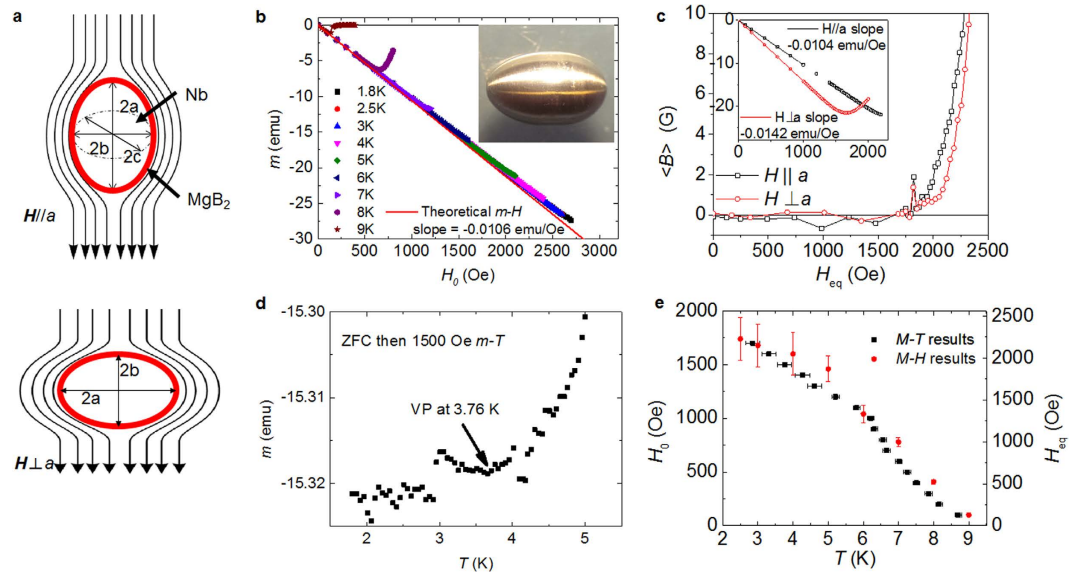 a
2a
Nb
2b
2c
MgB2
H//a
2b
2a
H⊥a
b
0
-5
-10
-15
-20
-25
-30
m (emu)
1.8K
2.5K
3K
4K
5K
6K
7K
8K
9K
Theoretical m-H
slope = -0.0106 emu/Oe
0 500 1000 1500 2000 2500 3000
H0 (Oe)
c
10
8
6
4
2
0
<B> (G)
0
10
20
H//a slope
-0.0104 emu/Oe
H⊥a slope
-0.0142 emu/Oe
0 1000 2000
H || a
H ⊥ a
0 500 1000 1500 2000 2500
Heq
(Oe)
d
-15.30
-15.31
-15.32
m (emu)
ZFC then 1500 Oe m-T
VP at 3.76 K
2 3 4 5
T (K)
e
2000
1750
1500
1250
1000
750
500
250
0
H0 (Oe)
M-T results
M-H results
2500
2000
1500
1000
500
0
Heq (Oe)
2 3 4 5 6 7 8 9
T (K)